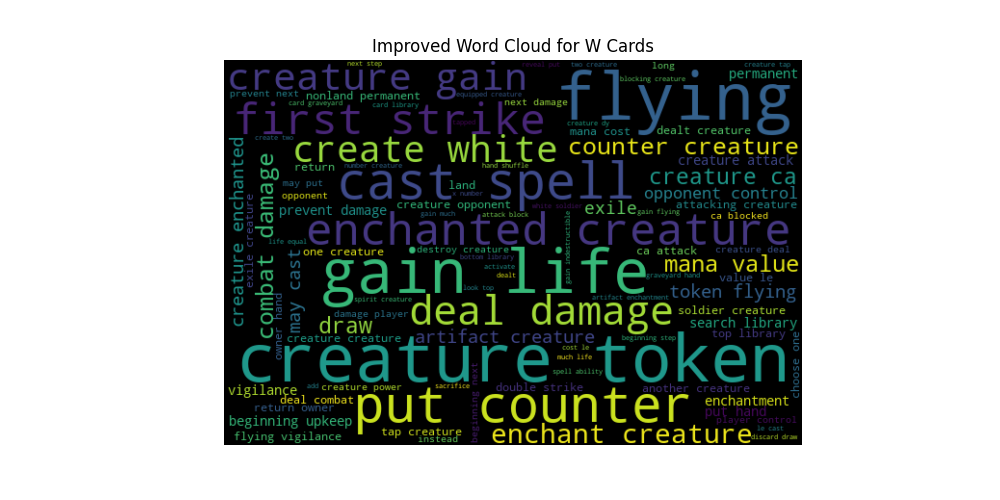 Improved Word Cloud for W Cards
next step
reveal put
two creature
long
creature tap
creature gain
flying
blocking creature
permanent
prevent next
nonland permanent
equipped creature
card graveyard
card library
next damage
first strike
creature dy
mana cost
dealt creature
create two
create white
counter creature
number creature
hand shuffle
creature attack
return
cast spell
creature ca
may put
land
opponent control
opponent
x number
creature enchanted
combat damage
exile creature
prevent damage
creature opponent
white soldier
exile
gain flying
attacking creature
gain much
attack block
ca blocked
enchanted creature
gain indestructible
life equal
one creature
destroy creature
ca attack
creature deal
may cast
gain life
bottom library
activate
dealt
graveyard hand
mana value
value le
look top
token flying
owner hand
spirit creature
artifact enchantment
damage player
deal damage
soldier creature
draw
search library
creature creature
artifact creature
beginning step
top library
choose one
creature token
cost le
much life
spell ability
beginning next
vigilance
add
creature power
sacrifice
double strike
another creature
deal combat
put counter
enchantment
return owner
put hand
beginning upkeep
player control
tap creature
enchant creature
le cast
flying vigilance
instead
discard draw